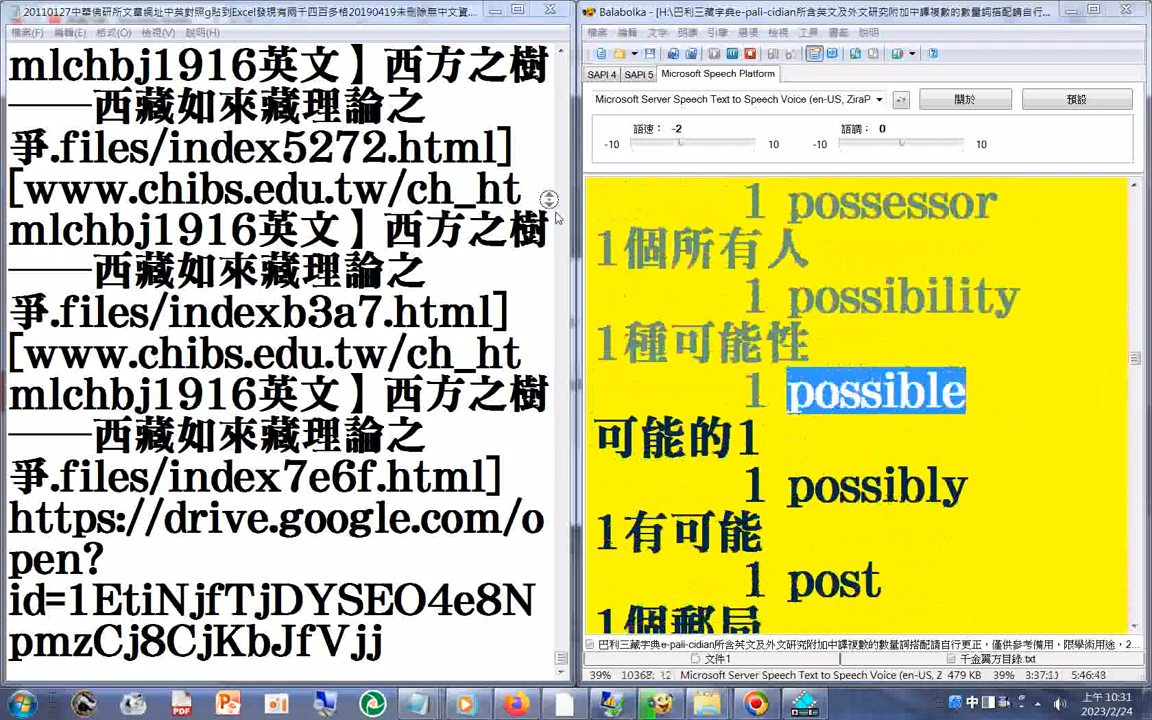 20110127中華佛研所文章網址中英對照g貼到Excel發現有兩千四百多格20190419未刪除無中文資...
檔案(F) 編輯(E) 格式(O) 檢視(V) 說明(H)
mlchbj1916英文】西方之樹
——西藏如來藏理論之
爭.files/index5272.html]
[www.chibs.edu.tw/ch_ht
mlchbj1916英文】西方之樹
——西藏如來藏理論之
爭.files/indexb3a7.html]
[www.chibs.edu.tw/ch_ht
mlchbj1916英文】西方之樹
——西藏如來藏理論之
爭.files/index7e6f.html]
https://drive.google.com/o
pen?
id=1EtiNjfTjDYSEO4e8N
pmzCj8CjKbJfVjj
Balabolka - [H:\巴利三藏字典e-pali-cidian所含英文及外文研究附加中譯複數的數量詞搭配請自行...
檔案 編輯 文字 朗讀 引擎 選項 檢視 工具 書籤 說明
SAPI 4 SAPI 5 Microsoft Speech Platform
Microsoft Server Speech Text to Speech Voice (en-US, ZiraP 關於 預設
語速： -2 語調： 0
-10 10 -10 10
1 possessor
1個所有人
1 possibility
1種可能性
1 possible
可能的1
1 possibly
1有可能
1 post
1個郵局
巴利三藏字典e-pali-cidian所含英文及外文研究附加中譯複數的數量詞搭配請自行更正，僅供參考備用，限學術用途，2...
文件1 千金翼方目錄.txt
39% Microsoft Server Speech Text to Speech Voice (en-US, Z 479 KB 39% 3:37:11 5:46:43
中
上午 10:31
2023/2/24